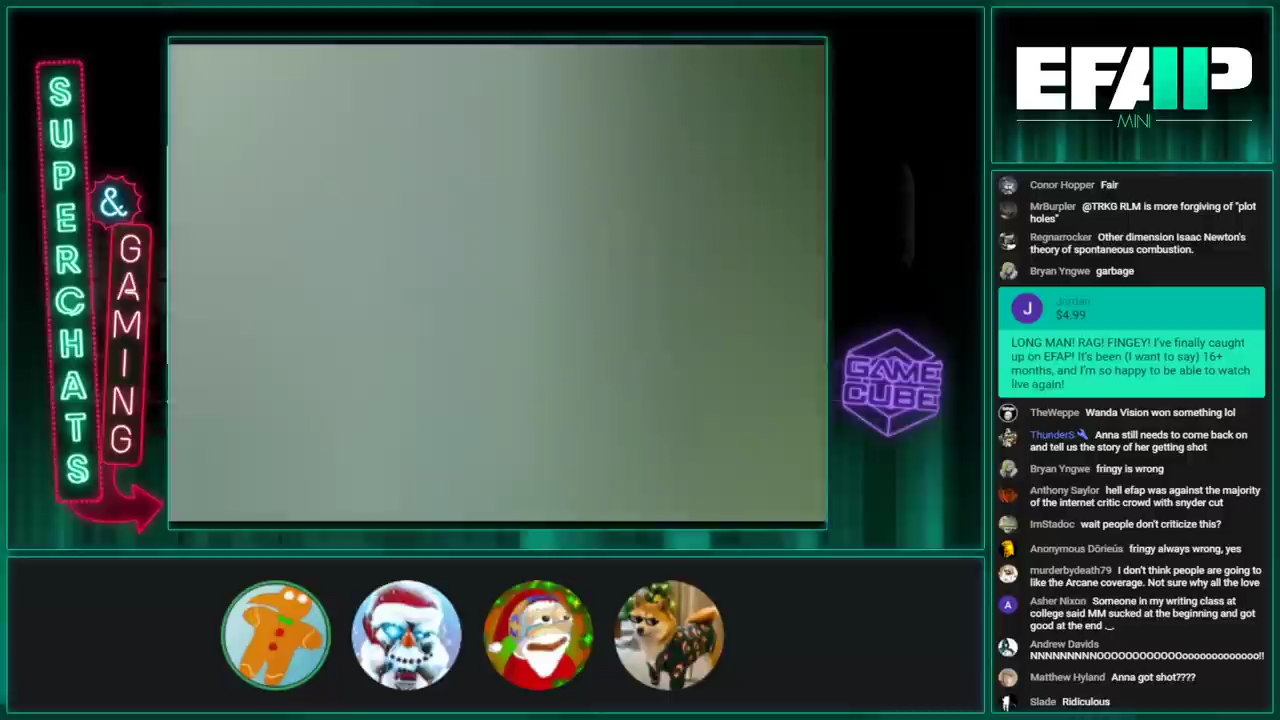 SUPERCHATS
&
GAMING
GAME
CUBE
EFAP
MINI
Conor Hopper Fair
MrBurpler @TRKG RLM is more forgiving of "plot
holes"
Regnarrocker Other dimension Isaac Newton's
theory of spontaneous combustion.
Bryan Yngwe garbage
J
Jordan
$4.99
LONG MAN! RAG! FINGEY! I've finally caught
up on EFAP! It's been (I want to say) 16+
months, and I'm so happy to be able to watch
live again!
TheWeppe Wanda Vision won something lol
ThunderS Anna still needs to come back on
and tell us the story of her getting shot
Bryan Yngwe fringy is wrong
Anthony Saylor hell efap was against the majority
of the internet critic crowd with snyder cut
ImStadoc wait people don't criticize this?
Anonymous Dōrieús fringy always wrong, yes
murderbydeath79 I don't think people are going to
like the Arcane coverage. Not sure why all the love
A
Asher Nixon Someone in my writing class at
college said MM sucked at the beginning and got
good at the end ._.
Andrew Davids
NNNNNNNNNOOOOOOOOOOOOooooooooooooo!!
Matthew Hyland Anna got shot????
Slade Ridiculous